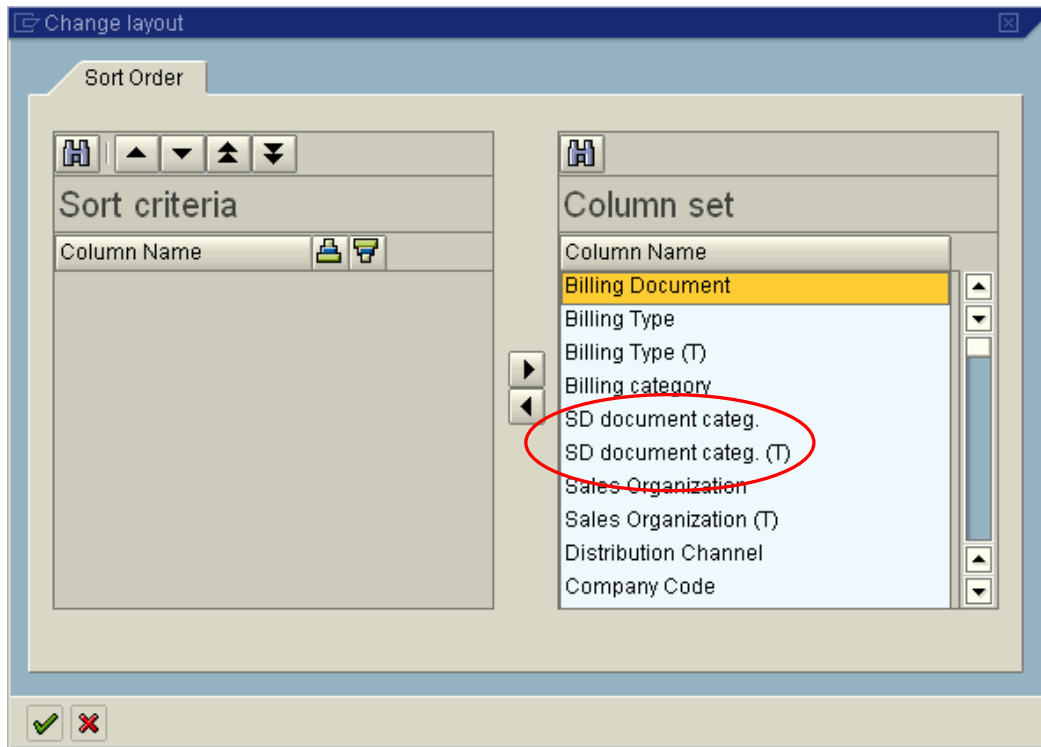 Change layout
Sort Order
Sort criteria
Column Name
Column set
Column Name
Billing Document
Billing Type
Billing Type (T)
Billing category
SD document categ.
SD document categ. (T)
Sales Organization
Sales Organization (T)
Distribution Channel
Company Code